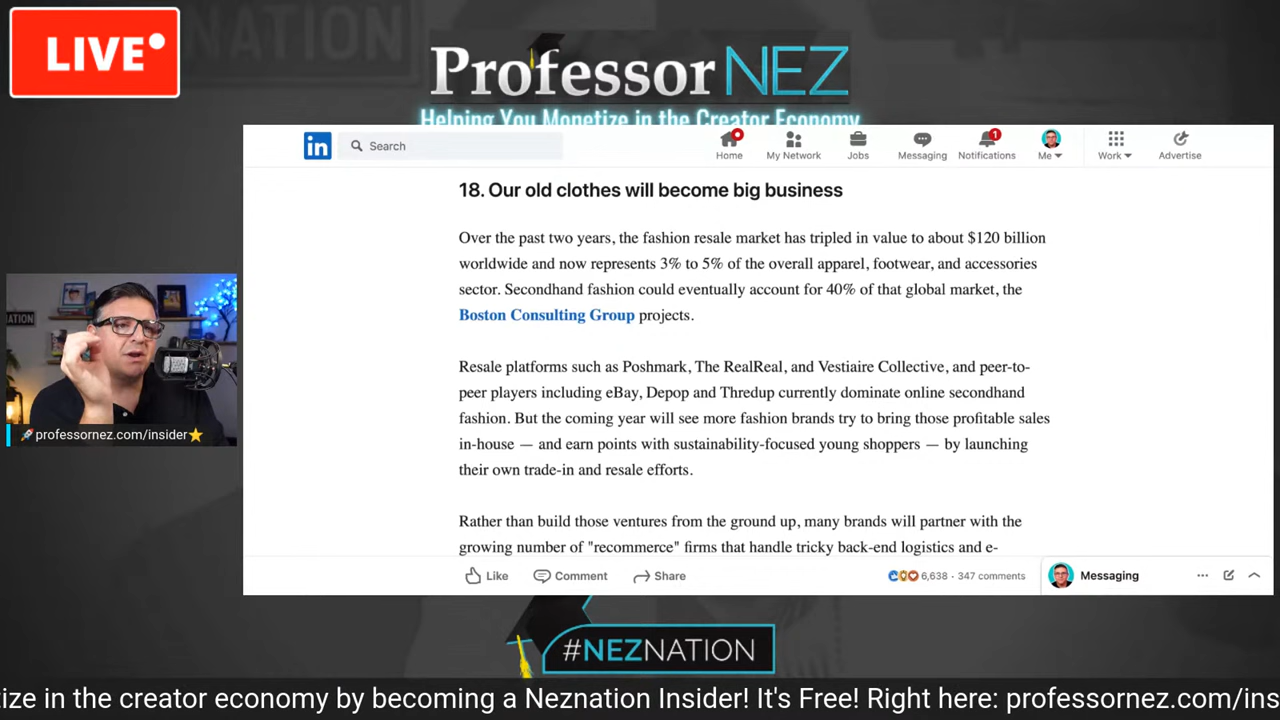 LIVE
Professor NEZ
Helping You Monetize in the Creator Economy
in
Search
Home
My Network
Jobs
Messaging
1
Notifications
Me
Work
Advertise
18. Our old clothes will become big business
Over the past two years, the fashion resale market has tripled in value to about $120 billion
worldwide and now represents 3% to 5% of the overall apparel, footwear, and accessories
sector. Secondhand fashion could eventually account for 40% of that global market, the
Boston Consulting Group projects.
Resale platforms such as Poshmark, The RealReal, and Vestiaire Collective, and peer-to-
peer players including eBay, Depop and Thredup currently dominate online secondhand
fashion. But the coming year will see more fashion brands try to bring those profitable sales
in-house — and earn points with sustainability-focused young shoppers — by launching
their own trade-in and resale efforts.
Rather than build those ventures from the ground up, many brands will partner with the
growing number of "recommerce" firms that handle tricky back-end logistics and e-
Like
Comment
Share
6,638 · 347 comments
Messaging
NATION
ATION
professornez.com/insider
#NEZNATION
tize in the creator economy by becoming a Neznation Insider! It's Free! Right here: professornez.com/ins